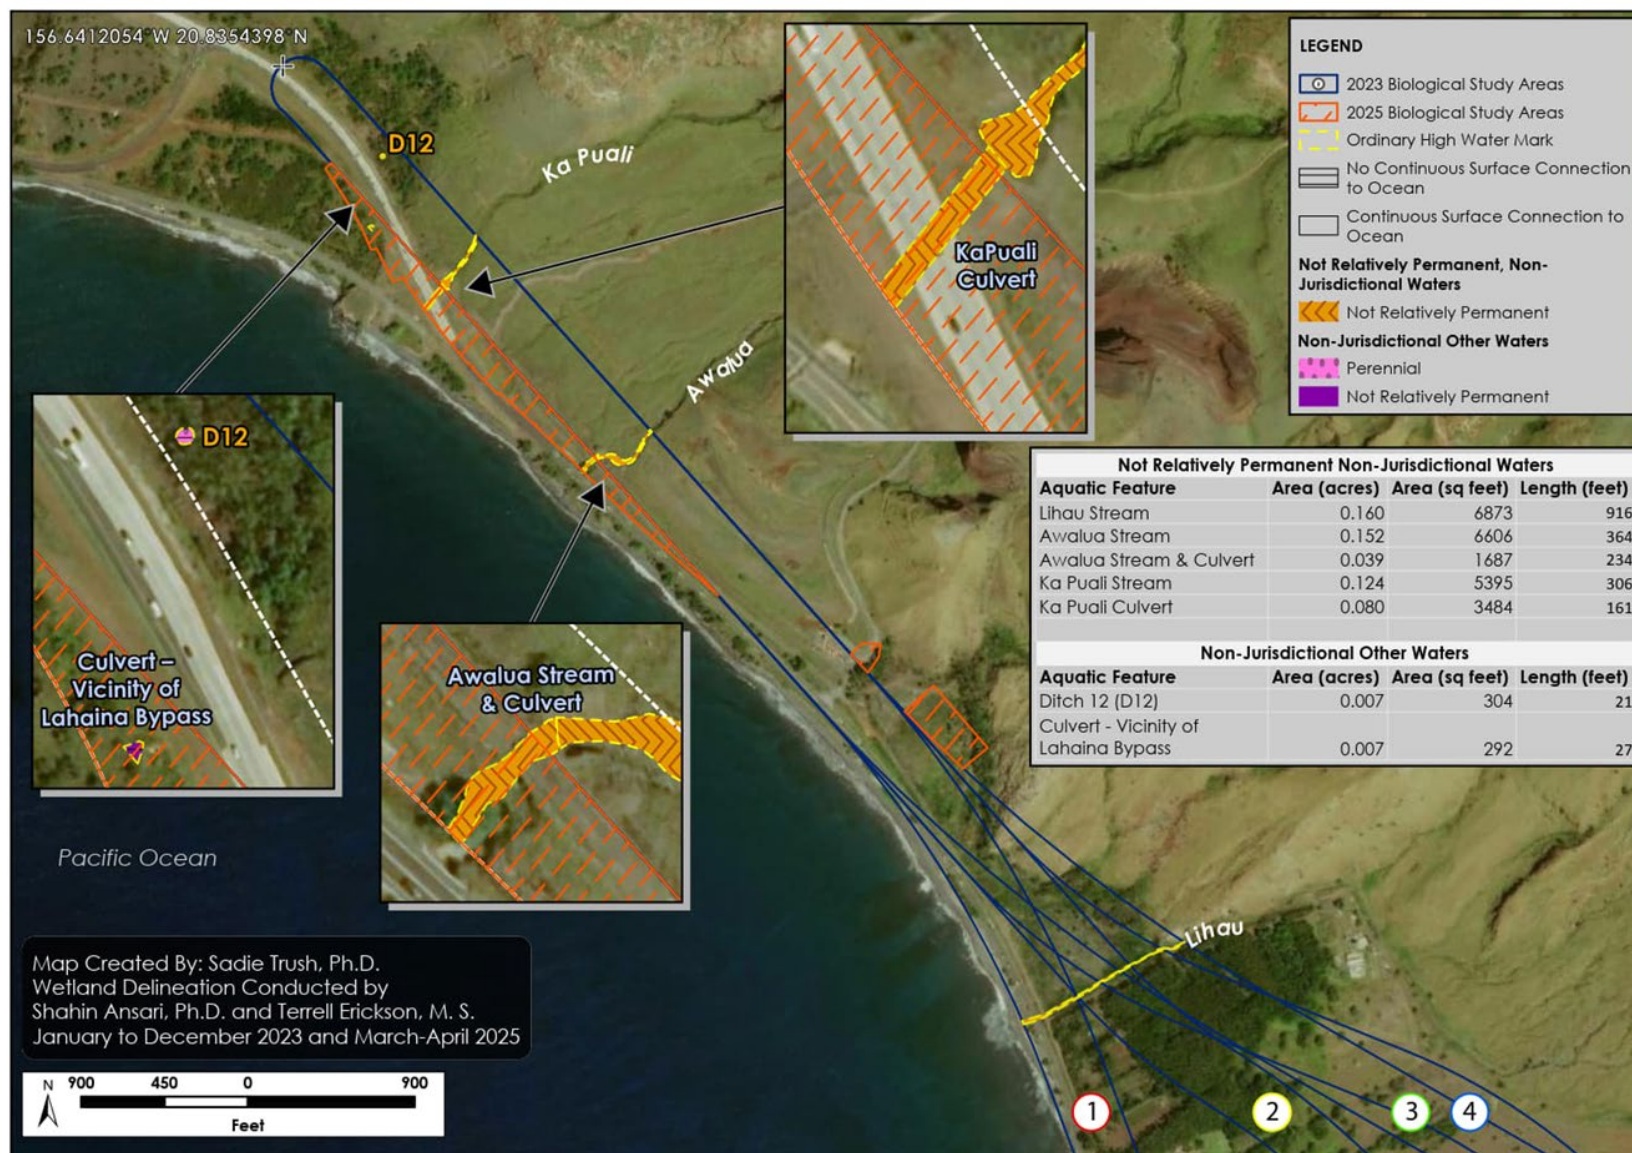 156.6412054°W 20.8354398°N
D12
Ka Puali
Awalua
Lihau
KaPuali
Culvert
D12
Culvert –
Vicinity of
Lahaina Bypass
Awalua Stream
& Culvert
Pacific Ocean
LEGEND
2023 Biological Study Areas
2025 Biological Study Areas
Ordinary High Water Mark
No Continuous Surface Connection
to Ocean
Continuous Surface Connection to
Ocean
Not Relatively Permanent, Non-
Jurisdictional Waters
Not Relatively Permanent
Non-Jurisdictional Other Waters
Perennial
Not Relatively Permanent
Not Relatively Permanent Non-Jurisdictional Waters
Aquatic Feature Area (acres) Area (sq feet) Length (feet)
Lihau Stream 0.160 6873 916
Awalua Stream 0.152 6606 364
Awalua Stream & Culvert 0.039 1687 234
Ka Puali Stream 0.124 5395 306
Ka Puali Culvert 0.080 3484 161
Non-Jurisdictional Other Waters
Aquatic Feature Area (acres) Area (sq feet) Length (feet)
Ditch 12 (D12) 0.007 304 21
Culvert - Vicinity of
Lahaina Bypass 0.007 292 27
Map Created By: Sadie Trush, Ph.D.
Wetland Delineation Conducted by
Shahin Ansari, Ph.D. and Terrell Erickson, M. S.
January to December 2023 and March-April 2025
N 900 450 0 900
Feet
1 2 3 4